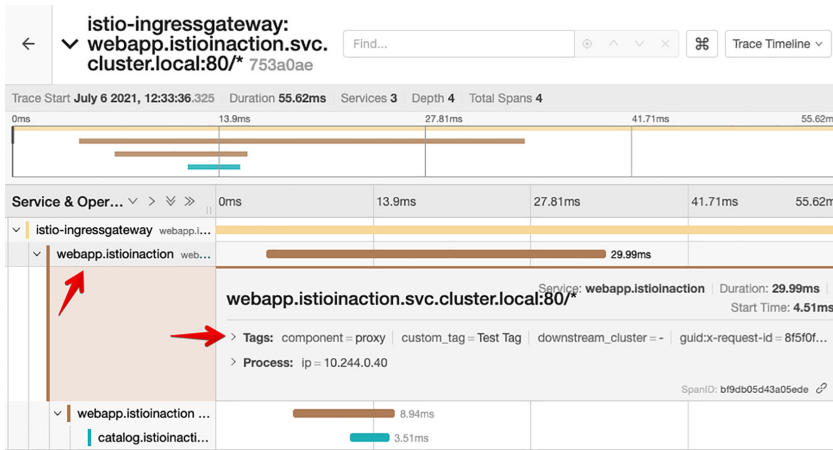 istio-ingressgateway:
webapp.istioinaction.svc.
cluster.local:80/* 753a0ae
Find...
⌘
Trace Timeline
Trace Start July 6 2021, 12:33:36.325 Duration 55.62ms Services 3 Depth 4 Total Spans 4
0ms 13.9ms 27.81ms 41.71ms 55.62m
Service & Oper... 0ms 13.9ms 27.81ms 41.71ms 55.62m
istio-ingressgateway webapp.i...
webapp.istioinaction web... 29.99ms
webapp.istioinaction.svc.cluster.local:80/*
Service: webapp.istioinaction Duration: 29.99ms
Start Time: 4.51ms
Tags: component = proxy custom_tag = Test Tag downstream_cluster = - guid:x-request-id = 8f5f0f...
Process: ip = 10.244.0.40
SpanID: bf9db05d43a05ede
webapp.istioinaction ... 8.94ms
catalog.istioinacti... 3.51ms